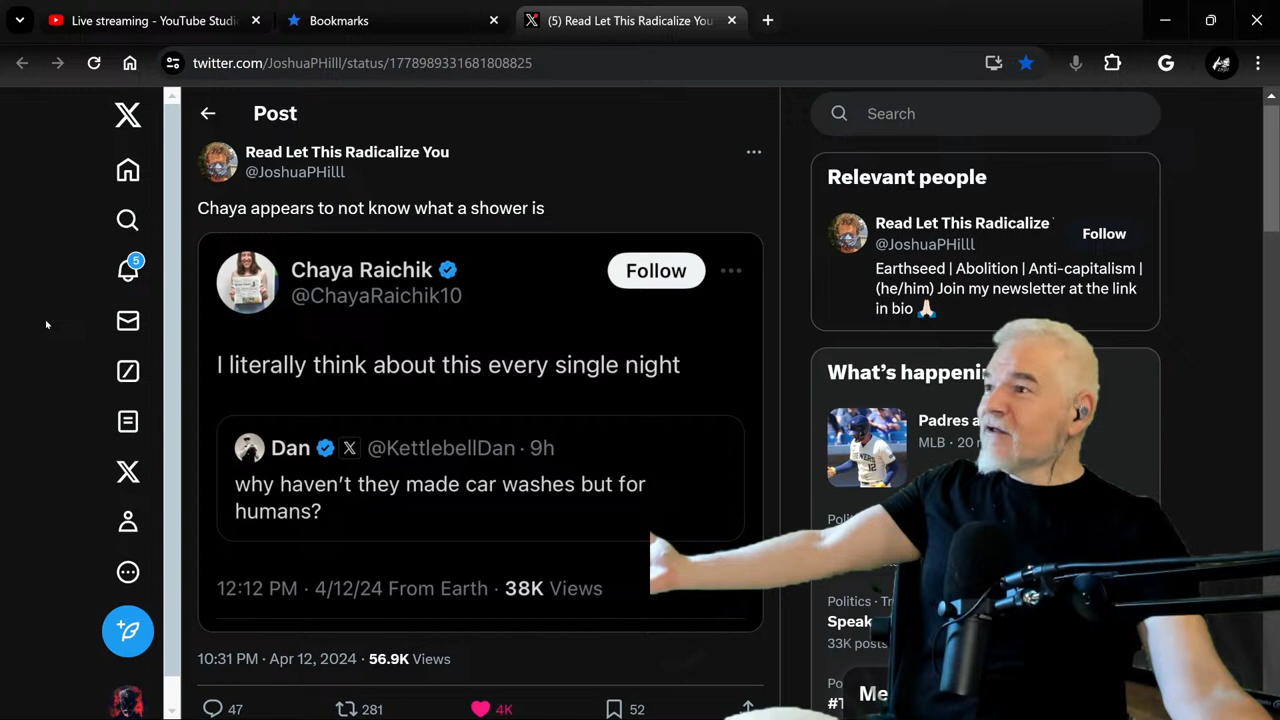 Live streaming - YouTube Studi
Bookmarks
(5) Read Let This Radicalize You
twitter.com/JoshuaPHilll/status/1778989331681808825
Post
Search
Read Let This Radicalize You
@JoshuaPHilll
Chaya appears to not know what a shower is
Chaya Raichik
@ChayaRaichik10
Follow
I literally think about this every single night
Dan X @KettlebellDan · 9h
why haven't they made car washes but for
humans?
12:12 PM · 4/12/24 From Earth · 38K Views
10:31 PM · Apr 12, 2024 · 56.9K Views
47
281
4K
52
5
Relevant people
Read Let This Radicalize
@JoshuaPHilll
Follow
Earthseed | Abolition | Anti-capitalism |
(he/him) Join my newsletter at the link
in bio 🙏🏻
What's happeni
Padres a
MLB · 20
Politics · Tr
Speak
33K posts
Me